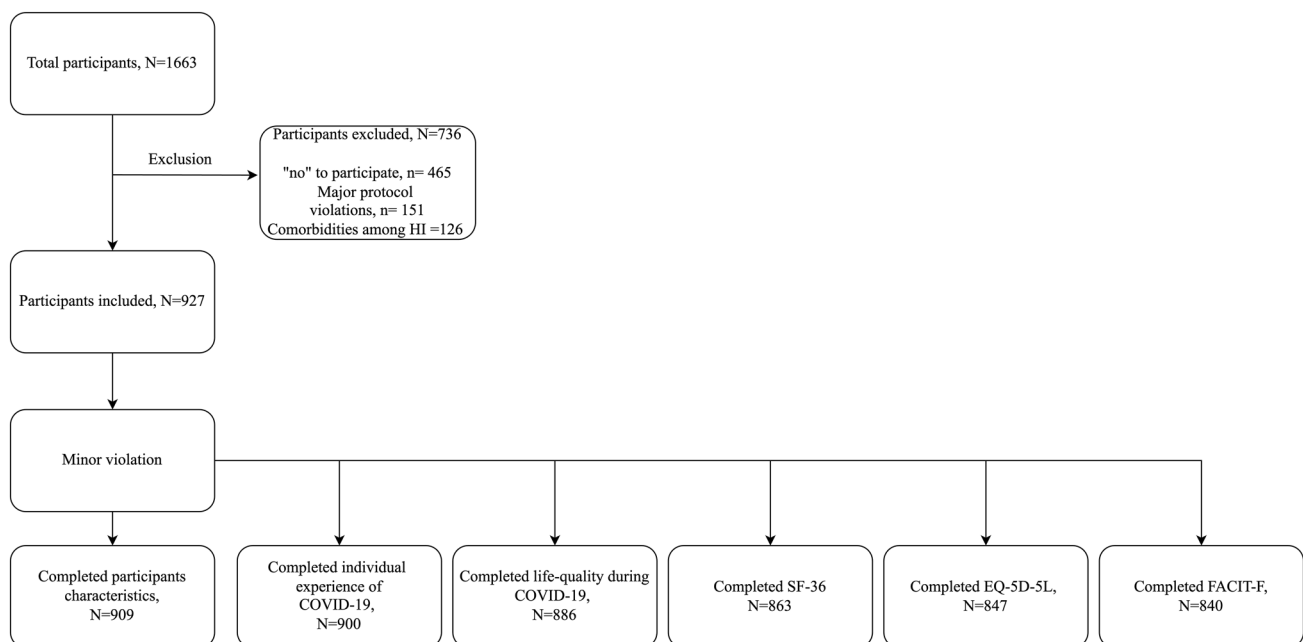 Total participants, N=1663
Exclusion
Participants excluded, N=736
"no" to participate, n= 465
Major protocol
violations, n= 151
Comorbidities among HI =126
Participants included, N=927
Minor violation
Completed participants
characteristics,
N=909
Completed individual
experience of
COVID-19,
N=900
Completed life-quality during
COVID-19,
N=886
Completed SF-36
N=863
Completed EQ-5D-5L,
N=847
Completed FACIT-F,
N=840